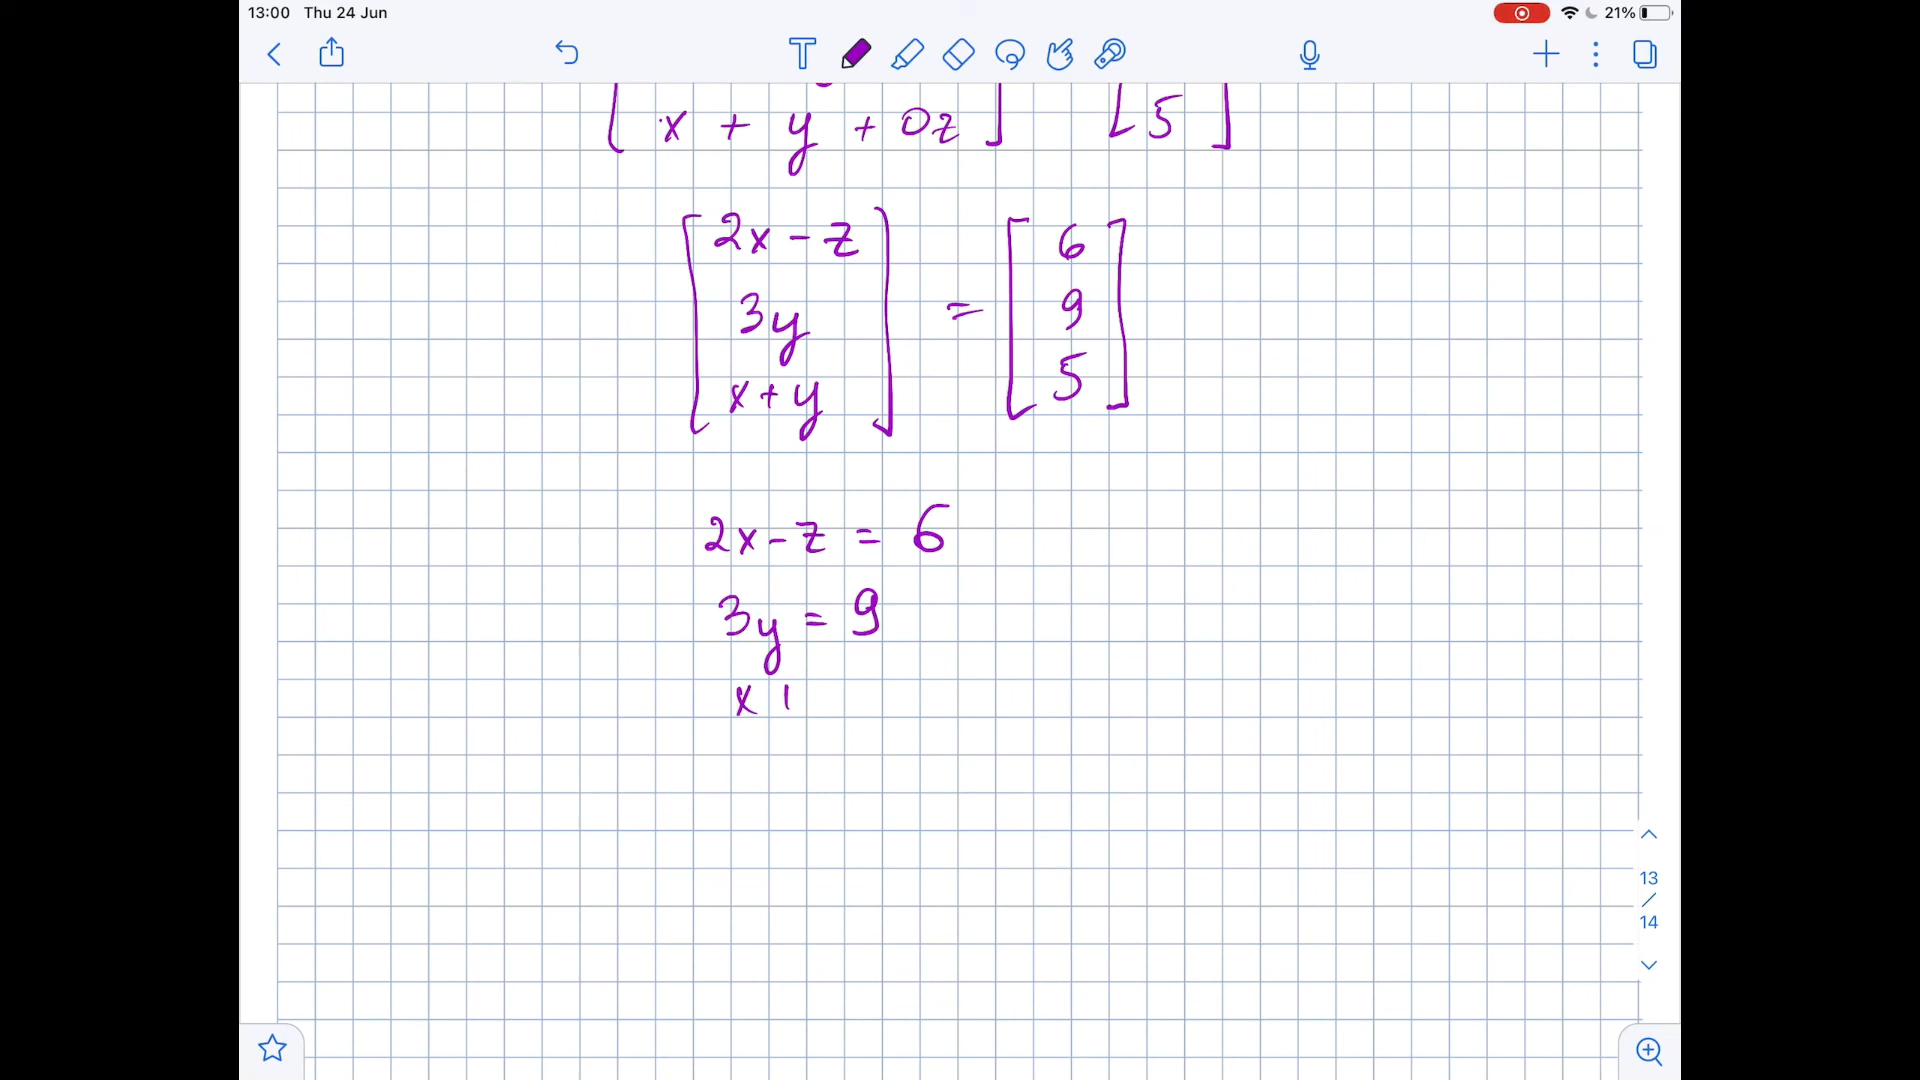 13:00 Thu 24 Jun 21%
T
x + y + 0z 5
2x - z 6
3y = 9
x + y 5
2x - z = 6
3y = 9
x
13
/
14